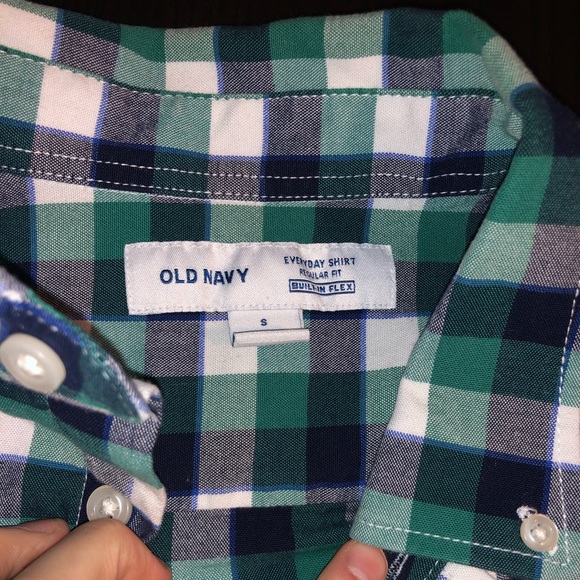 OLD NAVY
EVERYDAY SHIRT
REGULAR FIT
BUILT-IN FLEX
S